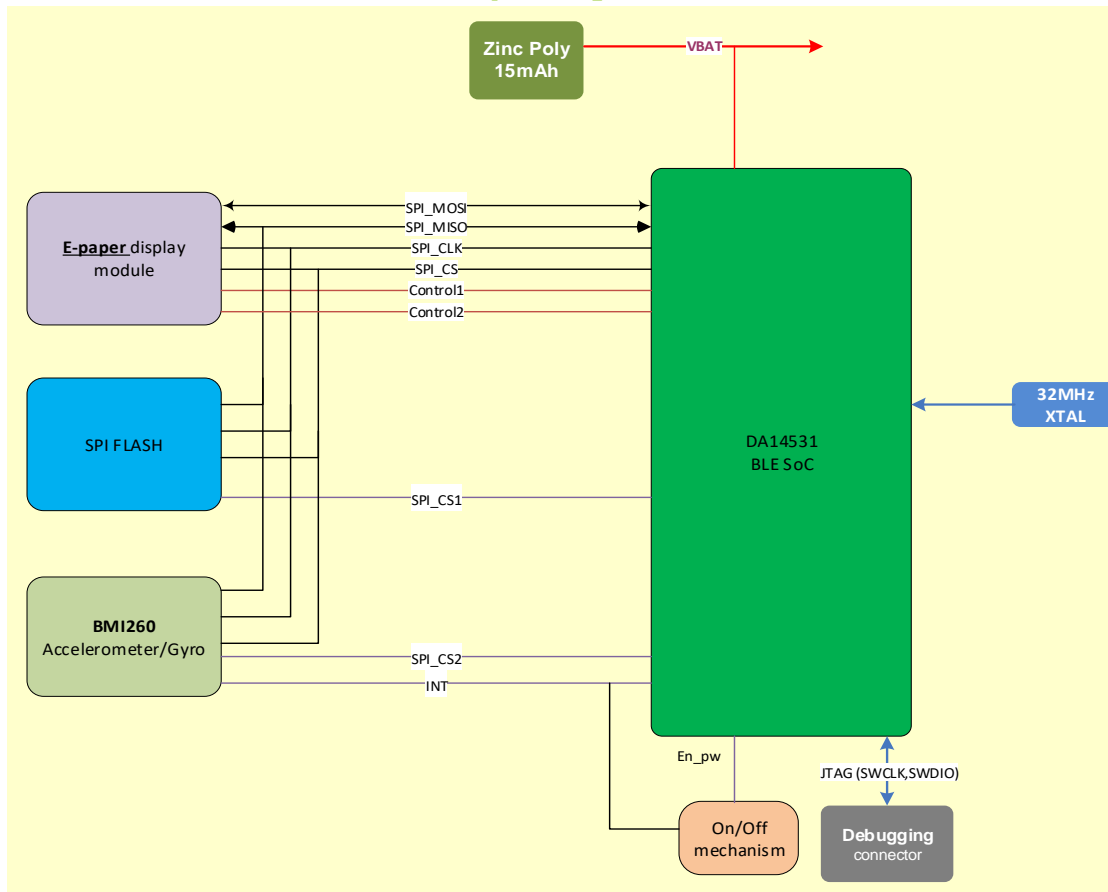 Zinc Poly
15mAh
VBAT
SPI_MOSI
SPI_MISO
SPI_CLK
SPI_CS
Control1
Control2
E-paper display
module
32MHz
XTAL
SPI FLASH
DA14531
BLE SoC
SPI_CS1
BMI260
Accelerometer/Gyro
SPI_CS2
INT
En_pw
JTAG (SWCLK,SWDIO)
On/Off
mechanism
Debugging
connector